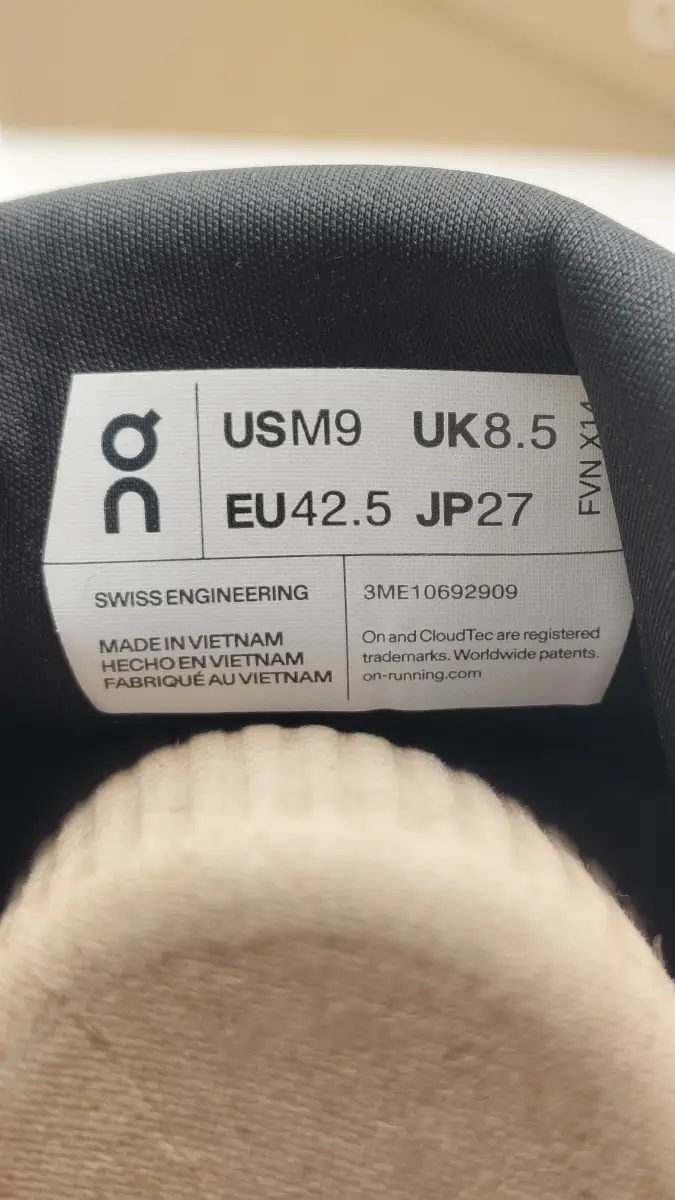 On
USM9 UK8.5
EU42.5 JP27
FVN X14
SWISS ENGINEERING
MADE IN VIETNAM
HECHO EN VIETNAM
FABRIQUÉ AU VIETNAM
3ME10692909
On and CloudTec are registered
trademarks. Worldwide patents.
on-running.com